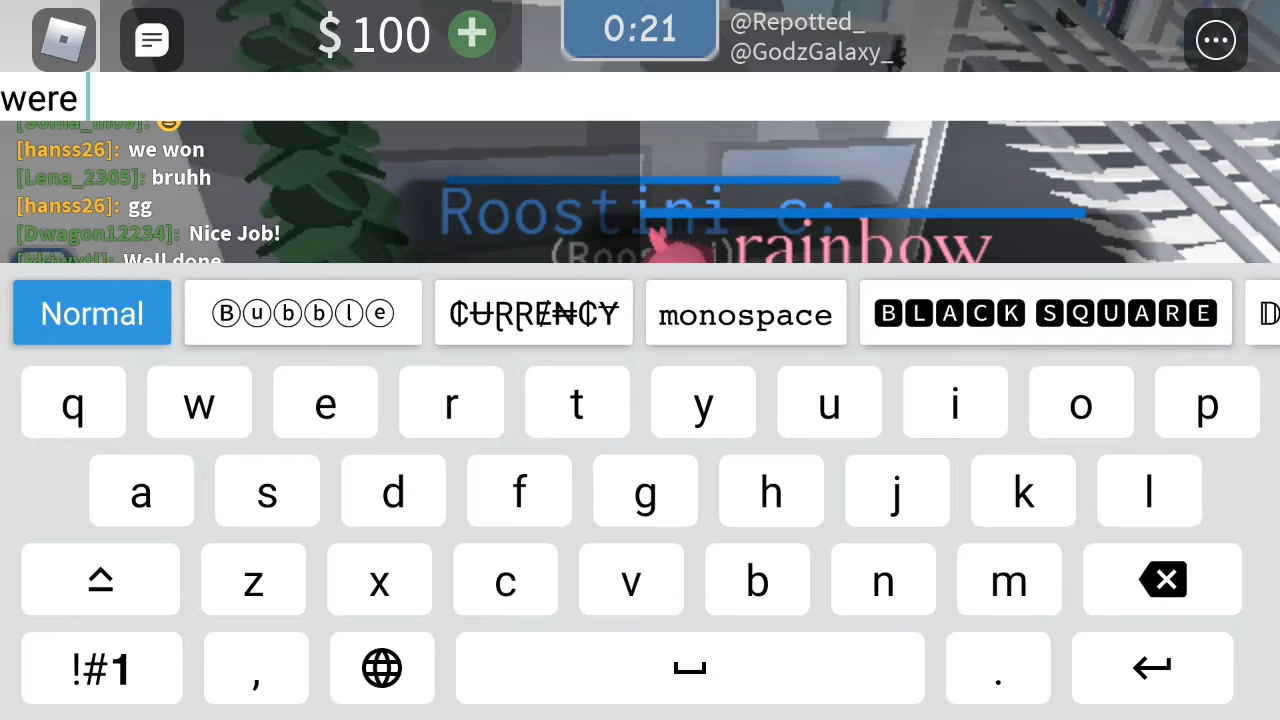 $ 100
0:21
@Repotted_
@GodzGalaxy_
were
[hanss26]: we won
[Lena_2305]: bruhh
[hanss26]: gg
[Dwagon12234]: Nice Job!
Well done
Roostini c:
rainbow
Normal
Ⓑⓤⓑⓑⓛⓔ
₵ɄⱤⱤɆ₦₵Ɏ
𝚖𝚘𝚗𝚘𝚜𝚙𝚊𝚌𝚎
🅱🅻🅰🅲🅺 🆂🆀🆄🅰🆁🅴
q w e r t y u i o p
a s d f g h j k l
z x c v b n m
!#1 , .